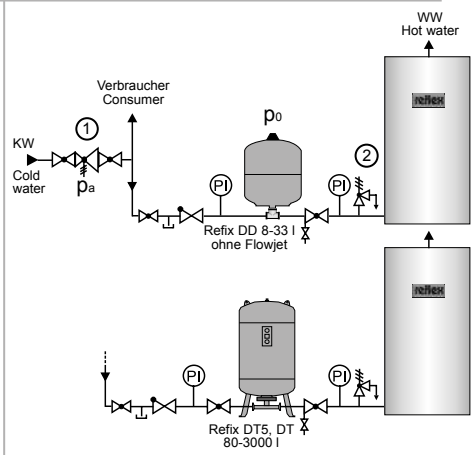 WW
Hot water
Verbraucher
Consumer
p0
KW
1
2
reflex
Cold
water
pa
PI
PI
Refix DD 8-33 l
ohne Flowjet
reflex
PI
PI
Refix DT5, DT
80-3000 l